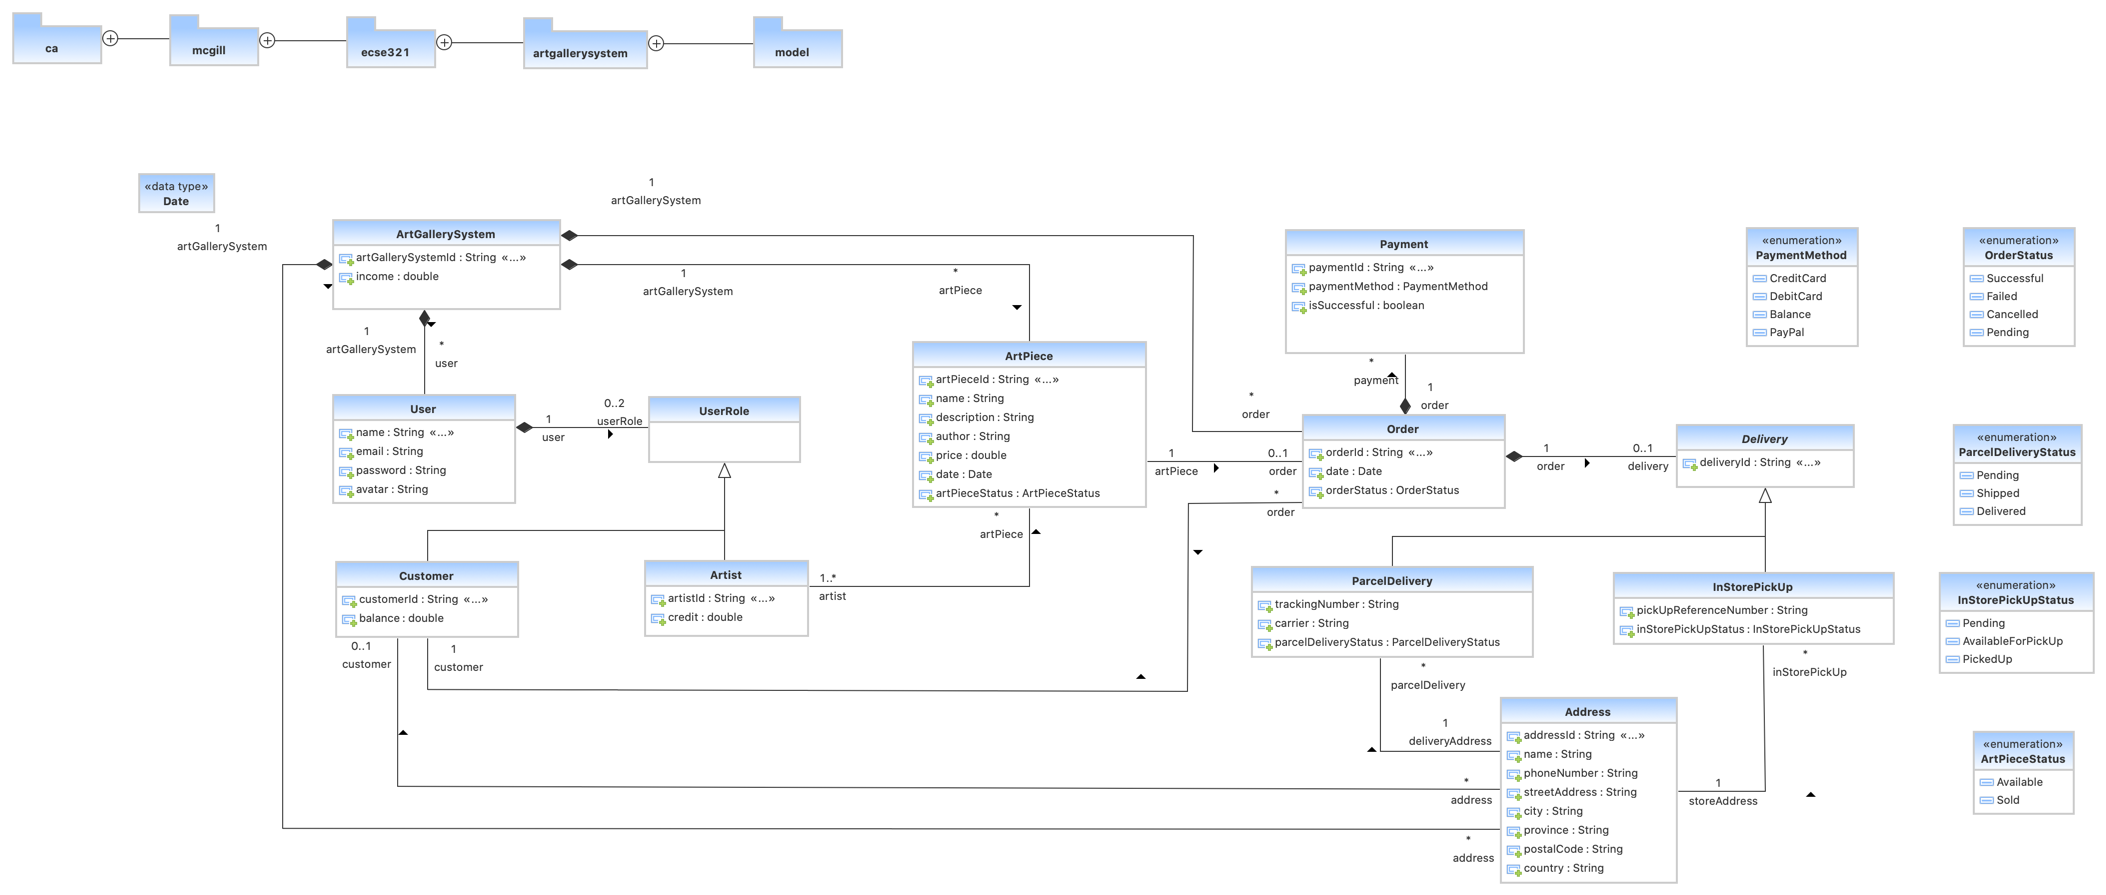 ca
mcgill
ecse321
artgallerysystem
model
«data type»
Date
1
artGallerySystem
1
artGallerySystem
ArtGallerySystem
artGallerySystemId : String «...»
income : double
1
artGallerySystem
*
artPiece
1
artGallerySystem
*
user
User
name : String «...»
email : String
password : String
avatar : String
1
user
0..2
userRole
UserRole
ArtPiece
artPieceId : String «...»
name : String
description : String
author : String
price : double
date : Date
artPieceStatus : ArtPieceStatus
*
artPiece
Customer
customerId : String «...»
balance : double
0..1
customer
1
customer
Artist
artistId : String «...»
credit : double
1..*
artist
Payment
paymentId : String «...»
paymentMethod : PaymentMethod
isSuccessful : boolean
*
payment
1
order
*
order
1
artPiece
0..1
order
*
order
Order
orderId : String «...»
date : Date
orderStatus : OrderStatus
1
order
0..1
delivery
Delivery
deliveryId : String «...»
ParcelDelivery
trackingNumber : String
carrier : String
parcelDeliveryStatus : ParcelDeliveryStatus
*
parcelDelivery
1
deliveryAddress
InStorePickUp
pickUpReferenceNumber : String
inStorePickUpStatus : InStorePickUpStatus
*
inStorePickUp
1
storeAddress
*
address
*
address
Address
addressId : String «...»
name : String
phoneNumber : String
streetAddress : String
city : String
province : String
postalCode : String
country : String
«enumeration»
PaymentMethod
CreditCard
DebitCard
Balance
PayPal
«enumeration»
OrderStatus
Successful
Failed
Cancelled
Pending
«enumeration»
ParcelDeliveryStatus
Pending
Shipped
Delivered
«enumeration»
InStorePickUpStatus
Pending
AvailableForPickUp
PickedUp
«enumeration»
ArtPieceStatus
Available
Sold